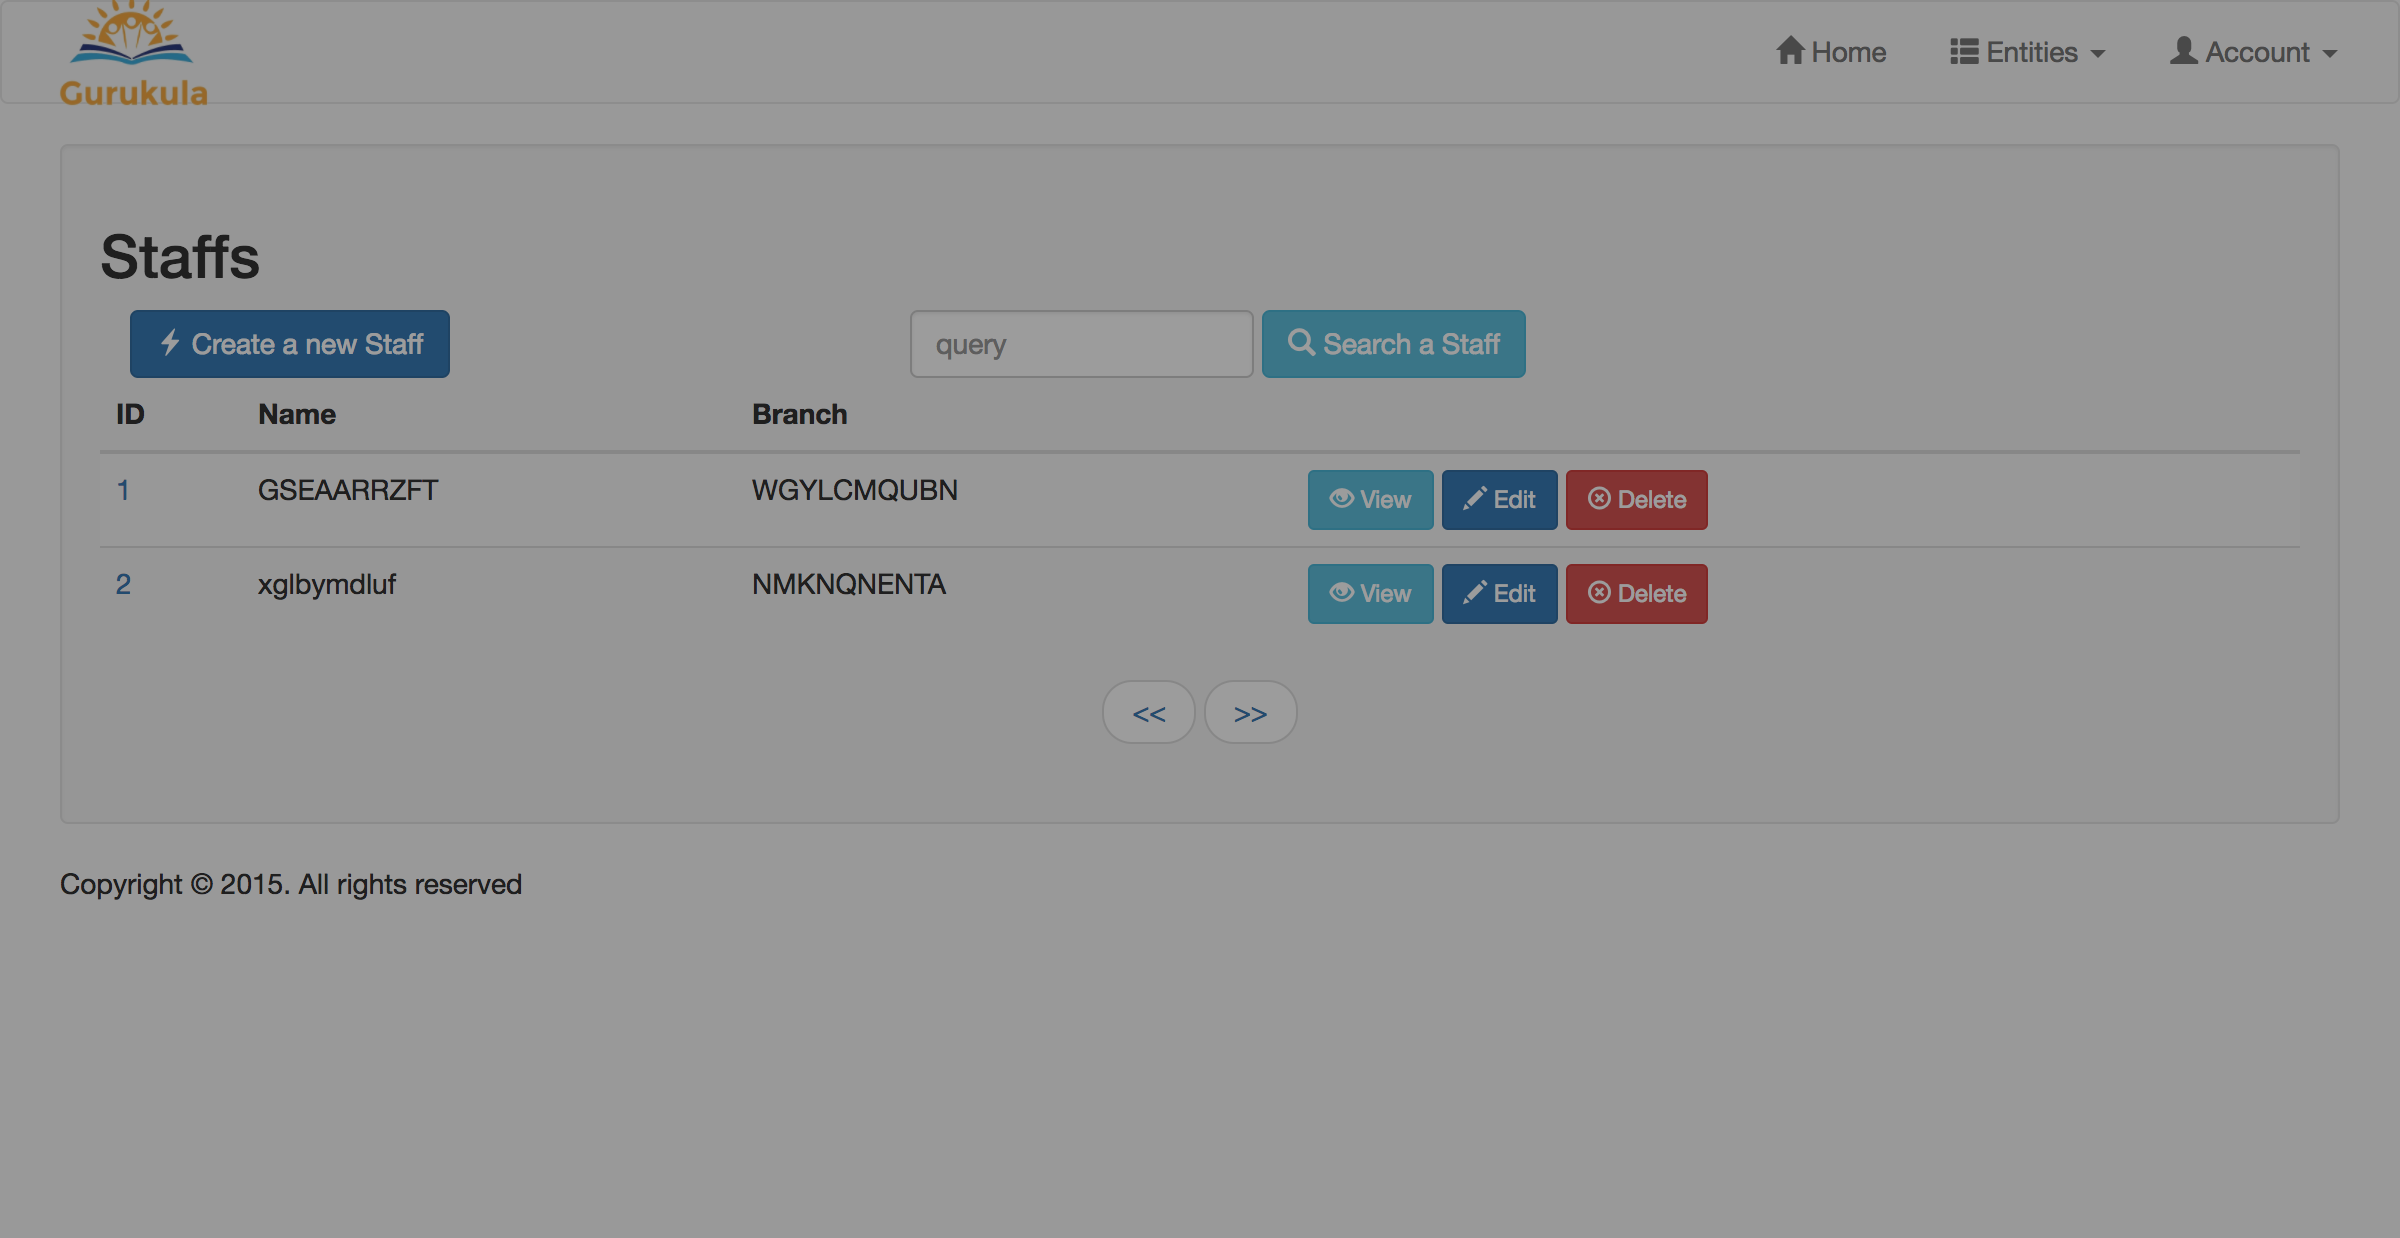 Gurukula
Home Entities Account
Staffs
Create a new Staff query Search a Staff
ID Name Branch
1 GSEAARRZFT WGYLCMQUBN View Edit Delete
2 xglbymdluf NMKNQNENTA View Edit Delete
<< >>
Copyright © 2015. All rights reserved